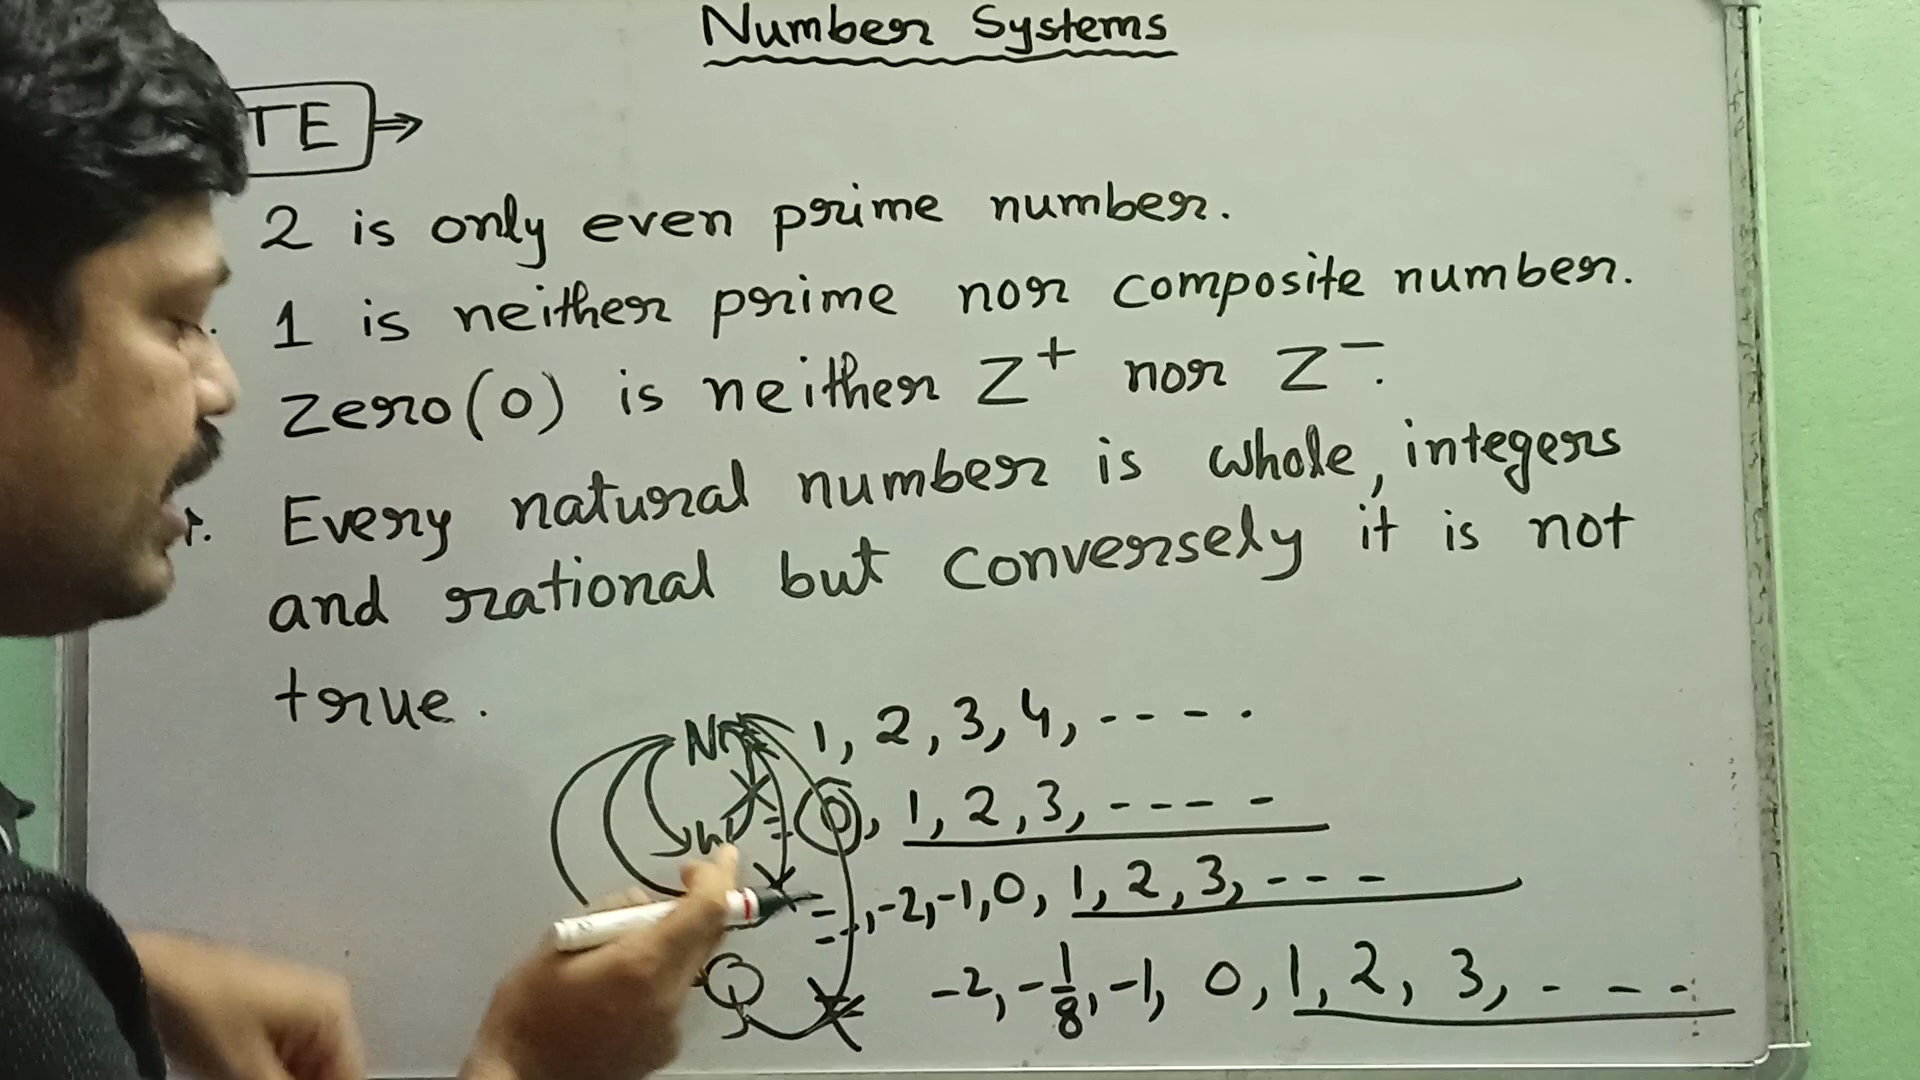 Number Systems
TE ⇒
2 is only even prime number.
1 is neither prime nor composite number.
Zero(0) is neither Z⁺ nor Z⁻.
Every natural number is whole, integers
and rational but conversely it is not
true.
N 1, 2, 3, 4, ----.
W = 0, 1, 2, 3, ----
= --, -2, -1, 0, 1, 2, 3, ---
Q -2, -1/8, -1, 0, 1, 2, 3, ----